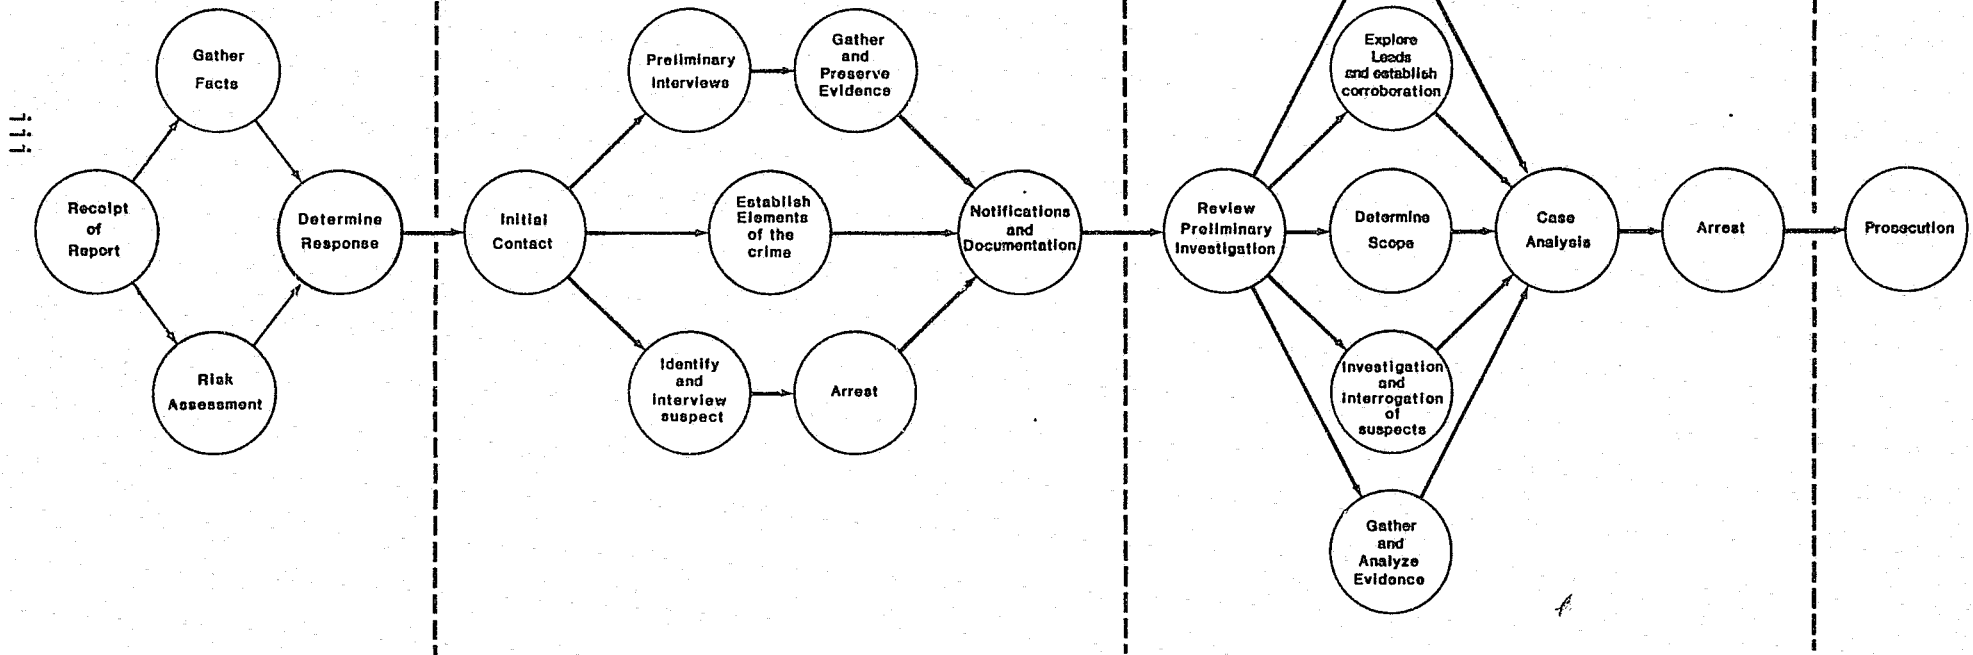 Gather
Facts
Receipt
of
Report
Determine
Response
Risk
Assessment
Preliminary
Interviews
Gather
and
Preserve
Evidence
Initial
Contact
Establish
Elements
of the
crime
Notifications
and
Documentation
Identify
and
interview
suspect
Arrest
Explore
Leads
and establish
corroboration
Review
Preliminary
Investigation
Determine
Scope
Case
Analysis
Arrest
Prosecution
Investigation
and
interrogation
of
suspects
Gather
and
Analyze
Evidence